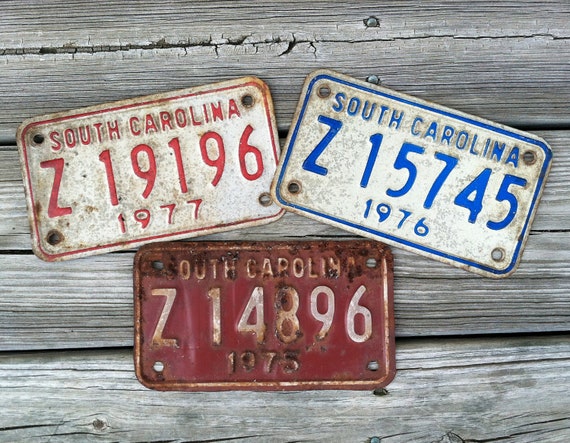 SOUTH CAROLINA
Z 19196
1977
SOUTH CAROLINA
Z 15745
1976
SOUTH CAROLINA
Z 14896
1975